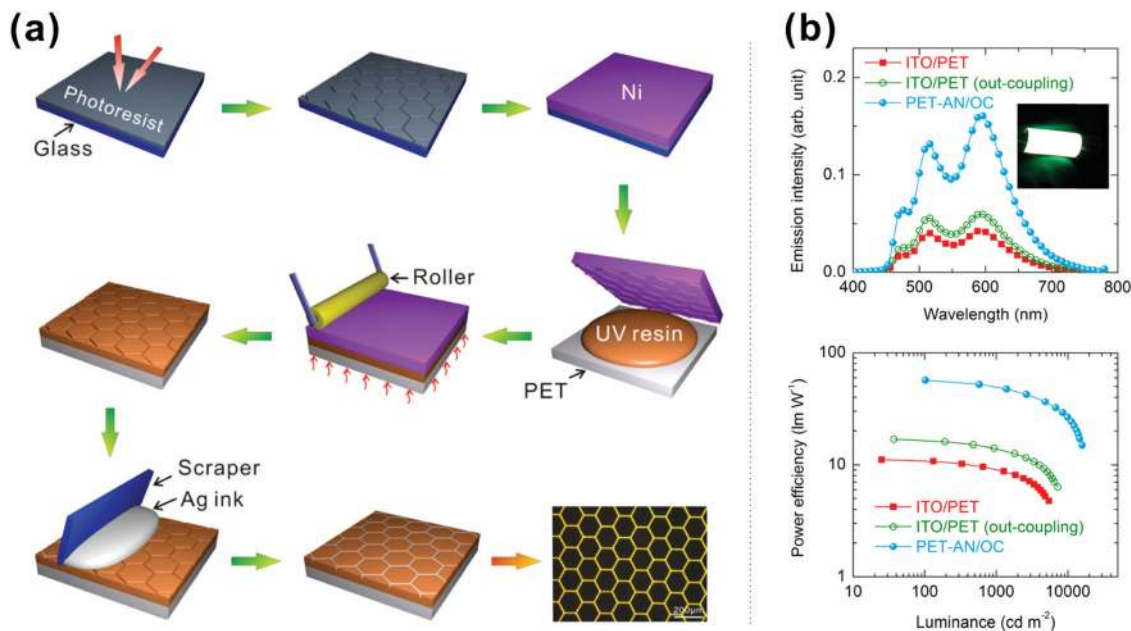 (a)
Photoresist
Glass
Ni
Roller
UV resin
PET
Scraper
Ag ink
200μm
(b)
ITO/PET
ITO/PET (out-coupling)
PET-AN/OC
Emission intensity (arb. unit)
0.2
0.1
0.0
400 500 600 700 800
Wavelength (nm)
Power efficiency (lm W⁻¹)
100
10
1
ITO/PET
ITO/PET (out-coupling)
PET-AN/OC
10 100 1000 10000
Luminance (cd m⁻²)